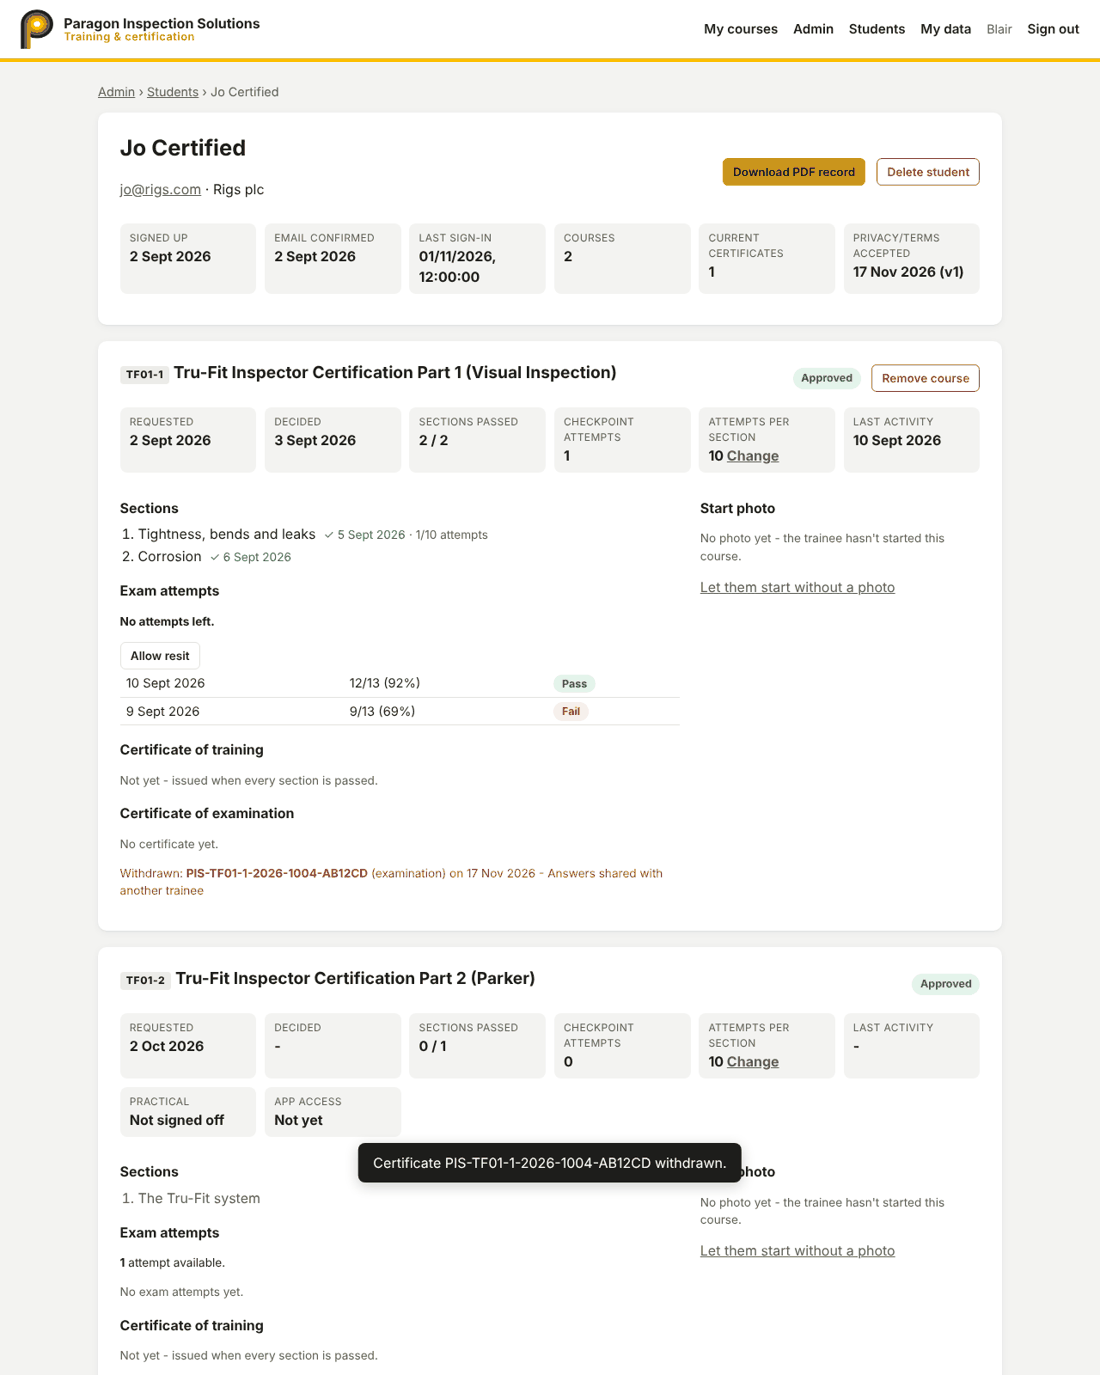 Paragon Inspection Solutions
Training & certification
My courses Admin Students My data Blair Sign out
Admin › Students › Jo Certified
Jo Certified
jo@rigs.com · Rigs plc
Download PDF record Delete student
SIGNED UP
2 Sept 2026
EMAIL CONFIRMED
2 Sept 2026
LAST SIGN-IN
01/11/2026,
12:00:00
COURSES
2
CURRENT
CERTIFICATES
1
PRIVACY/TERMS
ACCEPTED
17 Nov 2026 (v1)
TF01-1 Tru-Fit Inspector Certification Part 1 (Visual Inspection)
Approved Remove course
REQUESTED
2 Sept 2026
DECIDED
3 Sept 2026
SECTIONS PASSED
2 / 2
CHECKPOINT
ATTEMPTS
1
ATTEMPTS PER
SECTION
10 Change
LAST ACTIVITY
10 Sept 2026
Sections
1. Tightness, bends and leaks ✓ 5 Sept 2026 · 1/10 attempts
2. Corrosion ✓ 6 Sept 2026
Exam attempts
No attempts left.
Allow resit
10 Sept 2026 12/13 (92%) Pass
9 Sept 2026 9/13 (69%) Fail
Certificate of training
Not yet - issued when every section is passed.
Certificate of examination
No certificate yet.
Withdrawn: PIS-TF01-1-2026-1004-AB12CD (examination) on 17 Nov 2026 - Answers shared with
another trainee
Start photo
No photo yet - the trainee hasn't started this
course.
Let them start without a photo
TF01-2 Tru-Fit Inspector Certification Part 2 (Parker)
Approved
REQUESTED
2 Oct 2026
DECIDED
-
SECTIONS PASSED
0 / 1
CHECKPOINT
ATTEMPTS
0
ATTEMPTS PER
SECTION
10 Change
LAST ACTIVITY
-
PRACTICAL
Not signed off
APP ACCESS
Not yet
Certificate PIS-TF01-1-2026-1004-AB12CD withdrawn.
Sections
1. The Tru-Fit system
Exam attempts
1 attempt available.
No exam attempts yet.
Certificate of training
Not yet - issued when every section is passed.
photo
No photo yet - the trainee hasn't started this
course.
Let them start without a photo